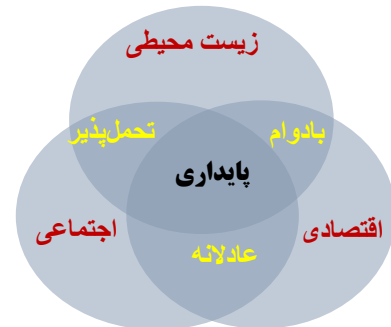 زیست محیطی
بادوام
تحمل‌پذیر
پایداری
اقتصادی
اجتماعی
عادلانه